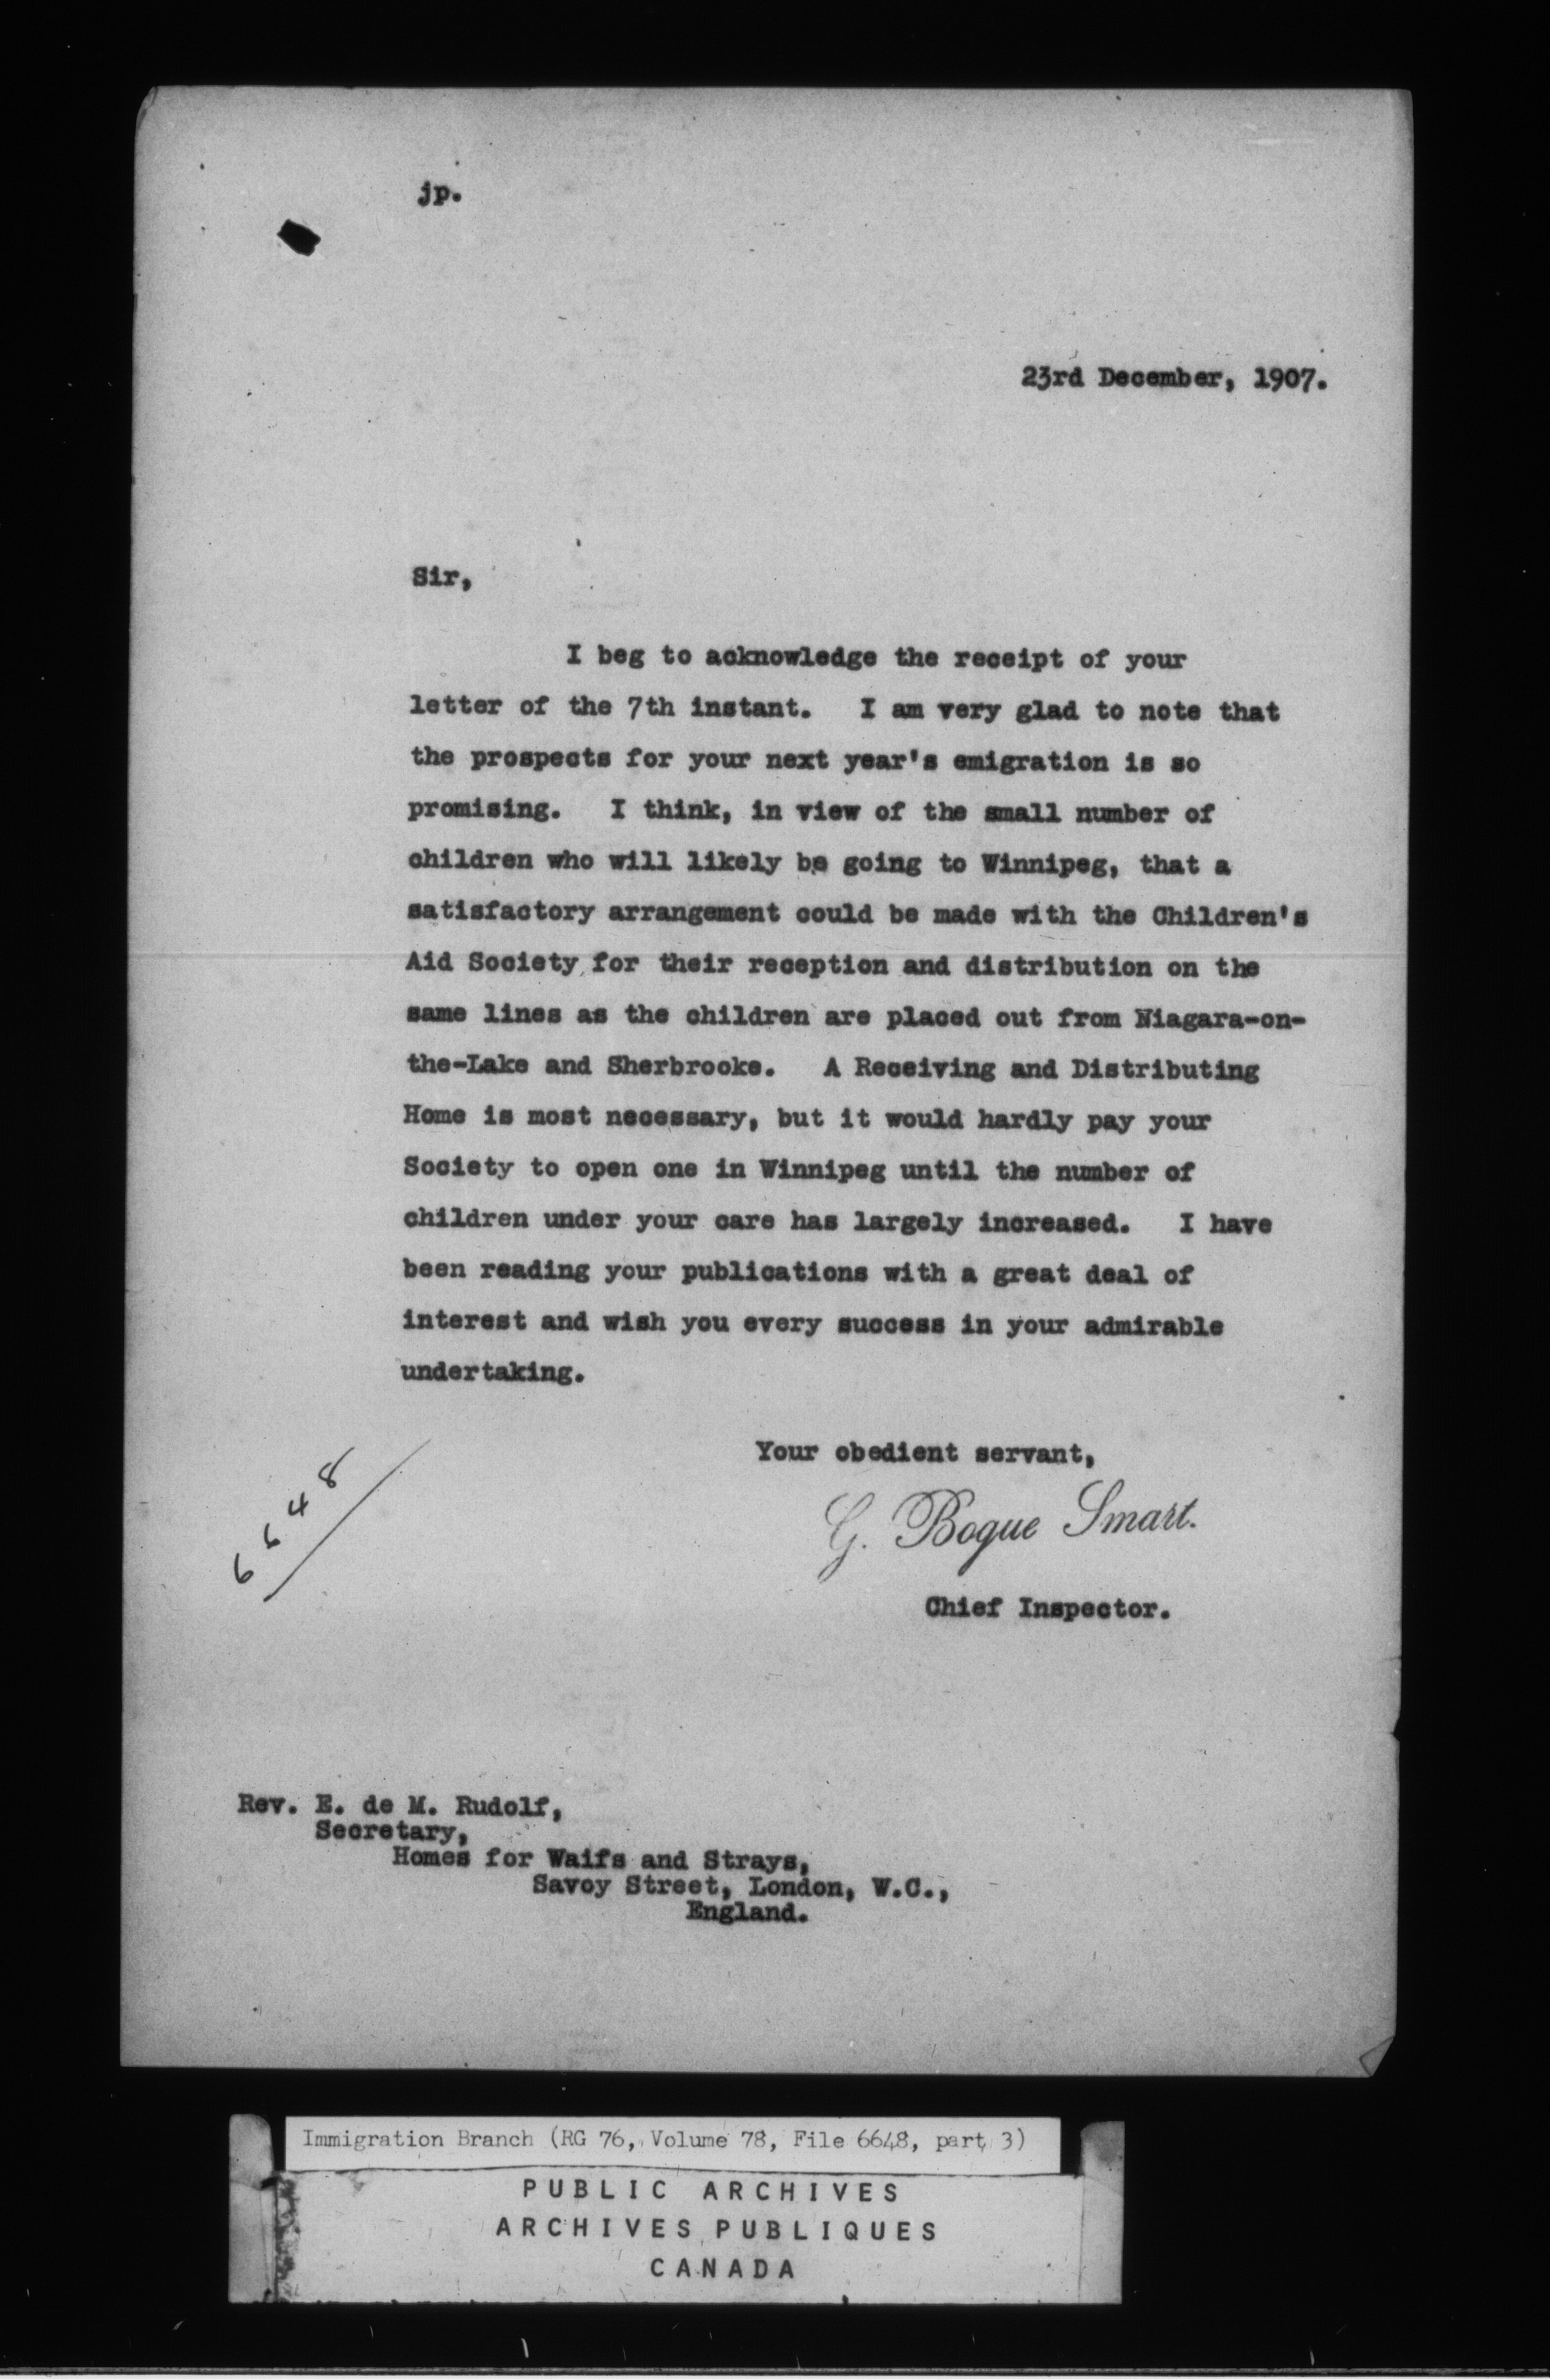 jp.
23rd December, 1907.
Sir,
I beg to acknowledge the receipt of your
letter of the 7th instant. I am very glad to note that
the prospects for your next year's emigration is so
promising. I think, in view of the small number of
children who will likely be going to Winnipeg, that a
satisfactory arrangement could be made with the Children's
Aid Society for their reception and distribution on the
same lines as the children are placed out from Niagara-on-
the-Lake and Sherbrooke. A Receiving and Distributing
Home is most necessary, but it would hardly pay your
Society to open one in Winnipeg until the number of
children under your care has largely increased. I have
been reading your publications with a great deal of
interest and wish you every success in your admirable
undertaking.
Your obedient servant,
G. Bogue Smart.
Chief Inspector.
6648
Rev. E. de M. Rudolf,
Secretary,
Homes for Waifs and Strays,
Savoy Street, London, W.C.,
England.
Immigration Branch (RG 76, Volume 78, File 6648, part 3)
PUBLIC ARCHIVES
ARCHIVES PUBLIQUES
CANADA